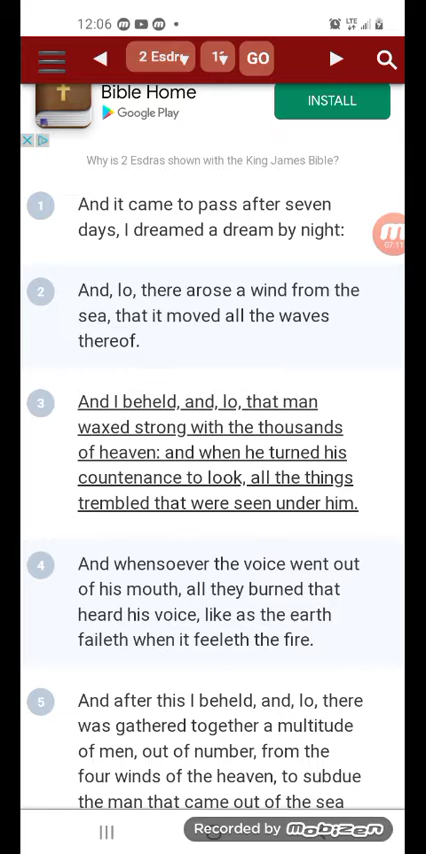 12:06
LTE
2 Esdr
GO
Bible Home
Google Play
INSTALL
Why is 2 Esdras shown with the King James Bible?
1 And it came to pass after seven
days, I dreamed a dream by night:
07:11
2 And, lo, there arose a wind from the
sea, that it moved all the waves
thereof.
3 And I beheld, and, lo, that man
waxed strong with the thousands
of heaven: and when he turned his
countenance to look, all the things
trembled that were seen under him.
4 And whensoever the voice went out
of his mouth, all they burned that
heard his voice, like as the earth
faileth when it feeleth the fire.
5 And after this I beheld, and, lo, there
was gathered together a multitude
of men, out of number, from the
four winds of the heaven, to subdue
the man that came out of the sea
Recorded by mobizen